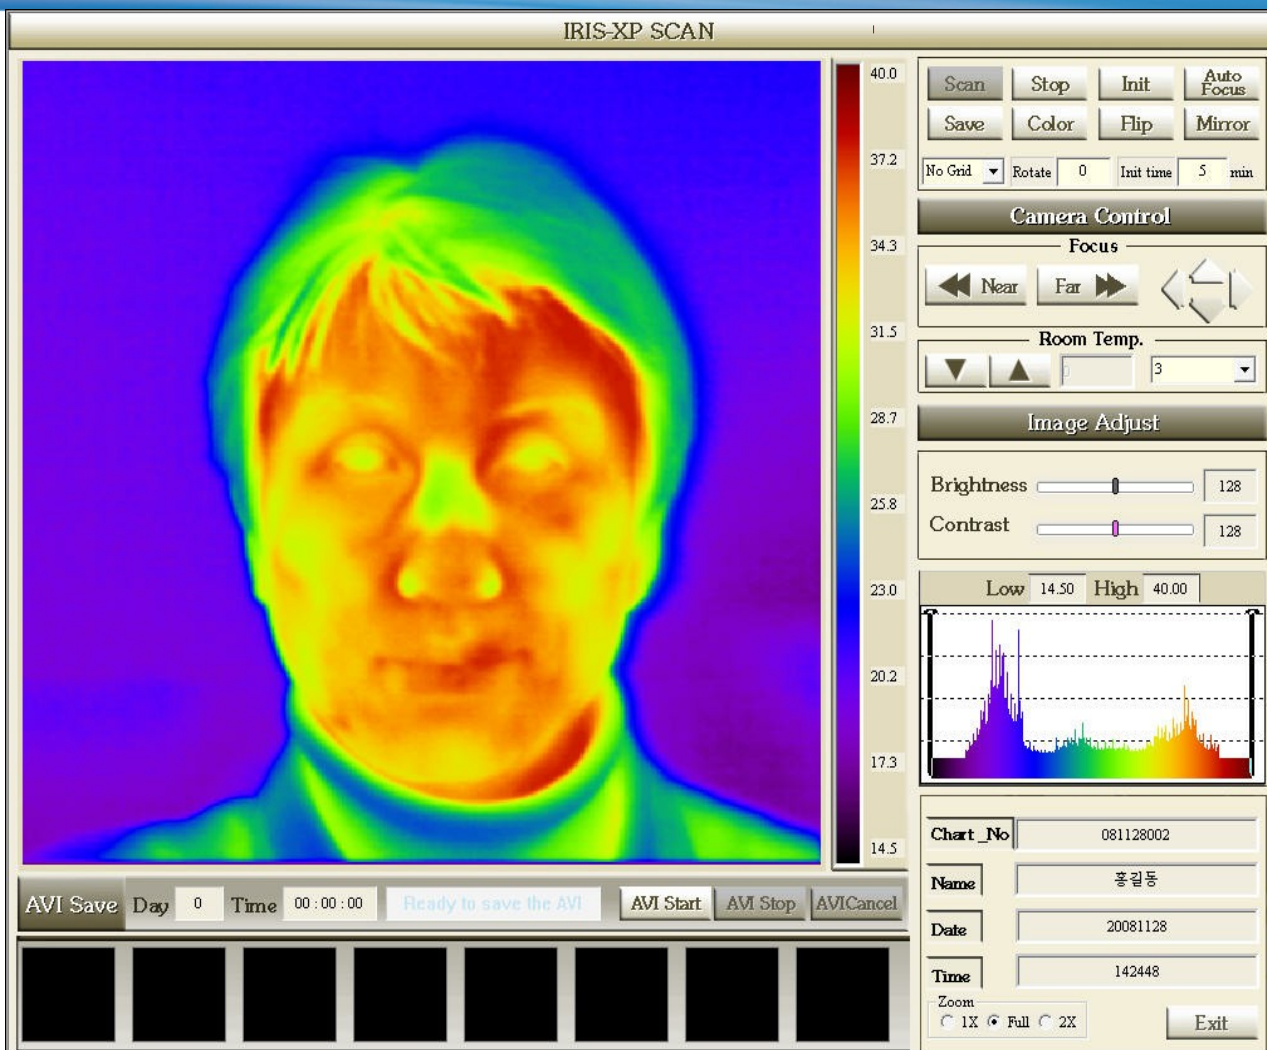 IRIS-XP SCAN
40.0
37.2
34.3
31.5
28.7
25.8
23.0
20.2
17.3
14.5
Scan Stop Init Auto Focus
Save Color Flip Mirror
No Grid Rotate 0 Init time 5 min
Camera Control
Focus
Near Far
Room Temp.
0 3
Image Adjust
Brightness 128
Contrast 128
Low 14.50 High 40.00
Chart_No 081128002
Name 홍길동
Date 20081128
Time 142448
Zoom
1X Full 2X
Exit
AVI Save Day 0 Time 00:00:00 Ready to save the AVI AVI Start AVI Stop AVICancel